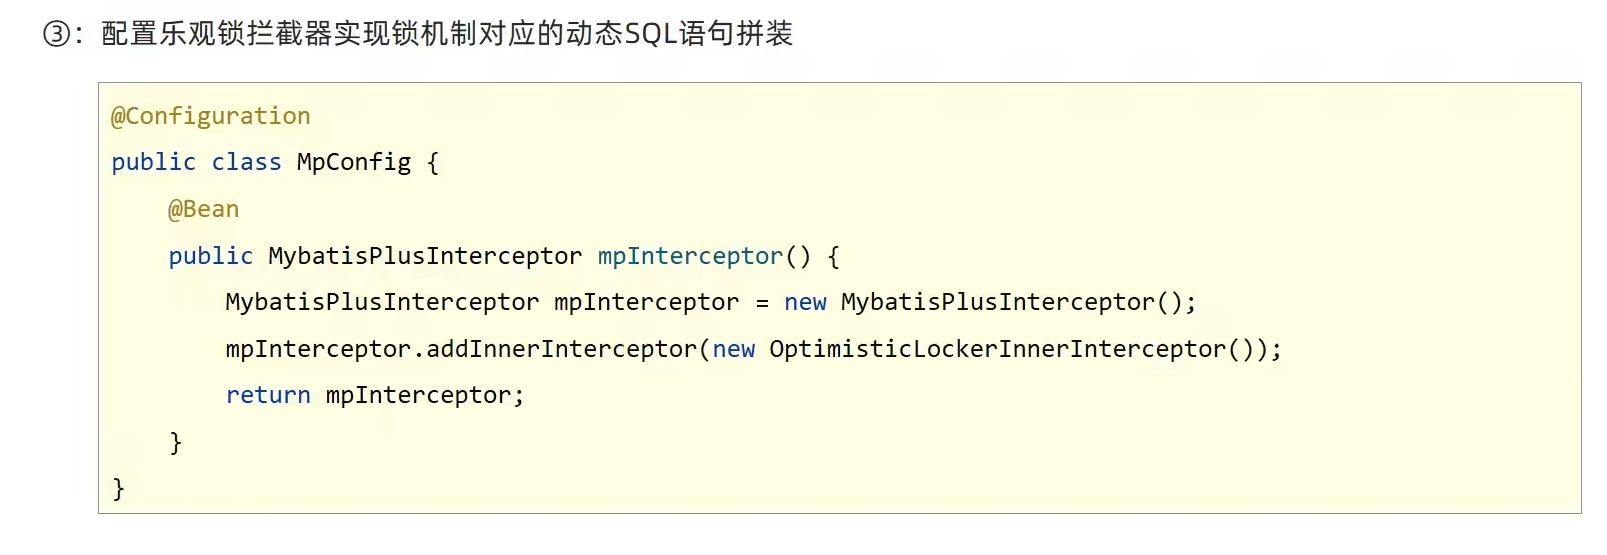 ③：配置乐观锁拦截器实现锁机制对应的动态SQL语句拼装
@Configuration
public class MpConfig {
    @Bean
    public MybatisPlusInterceptor mpInterceptor() {
        MybatisPlusInterceptor mpInterceptor = new MybatisPlusInterceptor();
        mpInterceptor.addInnerInterceptor(new OptimisticLockerInnerInterceptor());
        return mpInterceptor;
    }
}